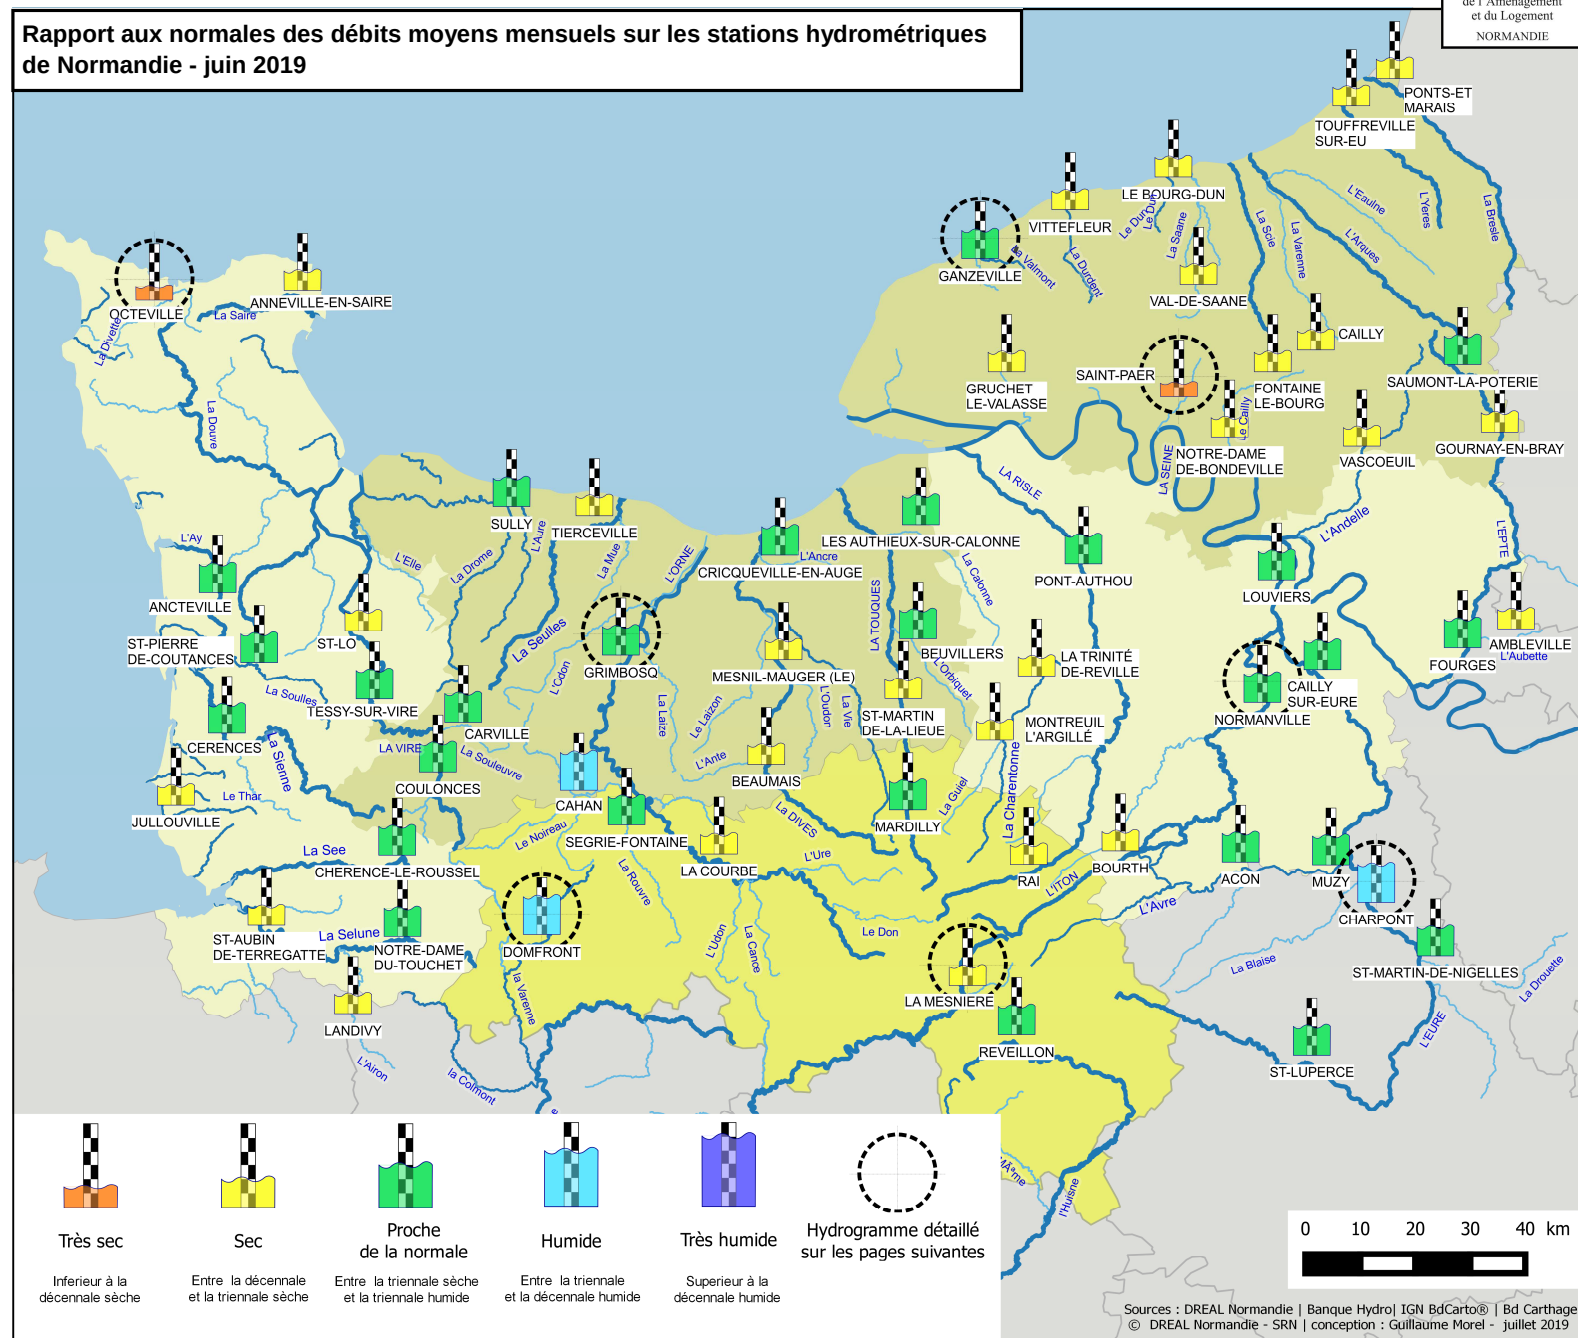 de l'Aménagement
et du Logement
NORMANDIE
Rapport aux normales des débits moyens mensuels sur les stations hydrométriques
de Normandie - juin 2019
PONTS-ET
MARAIS
TOUFFREVILLE
SUR-EU
LE BOURG-DUN
VITTEFLEUR
Le Dun
Le Dun
La Saane
La Scie
La Varenne
L'Eaulne
L'Arques
L'Yeres
La Bresle
GANZEVILLE
La Valmont
La Durdent
VAL-DE-SAANE
OCTEVILLE
ANNEVILLE-EN-SAIRE
La Saire
La Divette
La Douve
CAILLY
SAINT-PAER
GRUCHET
LE-VALASSE
FONTAINE
LE-BOURG
Le Cailly
SAUMONT-LA-POTERIE
NOTRE-DAME
DE-BONDEVILLE
VASCOEUIL
GOURNAY-EN-BRAY
LA SEINE
LA RISLE
L'Andelle
L'EPTE
SULLY
TIERCEVILLE
L'Aure
La Drome
L'Elle
La Mue
L'ORNE
L'Ay
ANCTEVILLE
LES AUTHIEUX-SUR-CALONNE
L'Ancre
CRICQUEVILLE-EN-AUGE
La Calonne
LA TOUQUES
PONT-AUTHOU
LOUVIERS
ST-PIERRE
DE-COUTANCES
ST-LO
La Seulles
L'Odon
GRIMBOSQ
MESNIL-MAUGER (LE)
BEUVILLERS
L'Orbiquet
LA TRINITÉ
DE-REVILLE
FOURGES
AMBLEVILLE
L'Aubette
La Soulles
TESSY-SUR-VIRE
CARVILLE
La Laize
Le Laizon
L'Oudon
La Vie
ST-MARTIN
DE-LA-LIEUE
MONTREUIL
L'ARGILLÉ
CAILLY
SUR-EURE
NORMANVILLE
CERENCES
La Sienne
LA VIRE
La Souleuvre
COULONCES
L'Ante
BEAUMAIS
La Guiel
La Charentonne
Le Thar
JULLOUVILLE
CAHAN
SEGRIE-FONTAINE
Le Noireau
La DIVES
MARDILLY
La See
CHERENCE-LE-ROUSSEL
La Rouvre
LA COURBE
L'Ure
RAI
L'ITON
BOURTH
ACON
MUZY
CHARPONT
L'Avre
ST-AUBIN
DE-TERREGATTE
La Selune
NOTRE-DAME
DU-TOUCHET
DOMFRONT
la Varenne
L'Udon
La Cance
Le Don
La Blaise
ST-MARTIN-DE-NIGELLES
La Drouette
LANDIVY
LA MESNIERE
L'EURE
REVEILLON
ST-LUPERCE
L'Airon
la Colmont
MÃªme
l'Huisne
Très sec
Sec
Proche
de la normale
Humide
Très humide
Hydrogramme détaillé
sur les pages suivantes
Inferieur à la
décennale sèche
Entre la décennale
et la triennale sèche
Entre la triennale sèche
et la triennale humide
Entre la triennale
et la décennale humide
Superieur à la
décennale humide
0 10 20 30 40 km
Sources : DREAL Normandie | Banque Hydro| IGN BdCarto® | Bd Carthage
© DREAL Normandie - SRN | conception : Guillaume Morel - juillet 2019